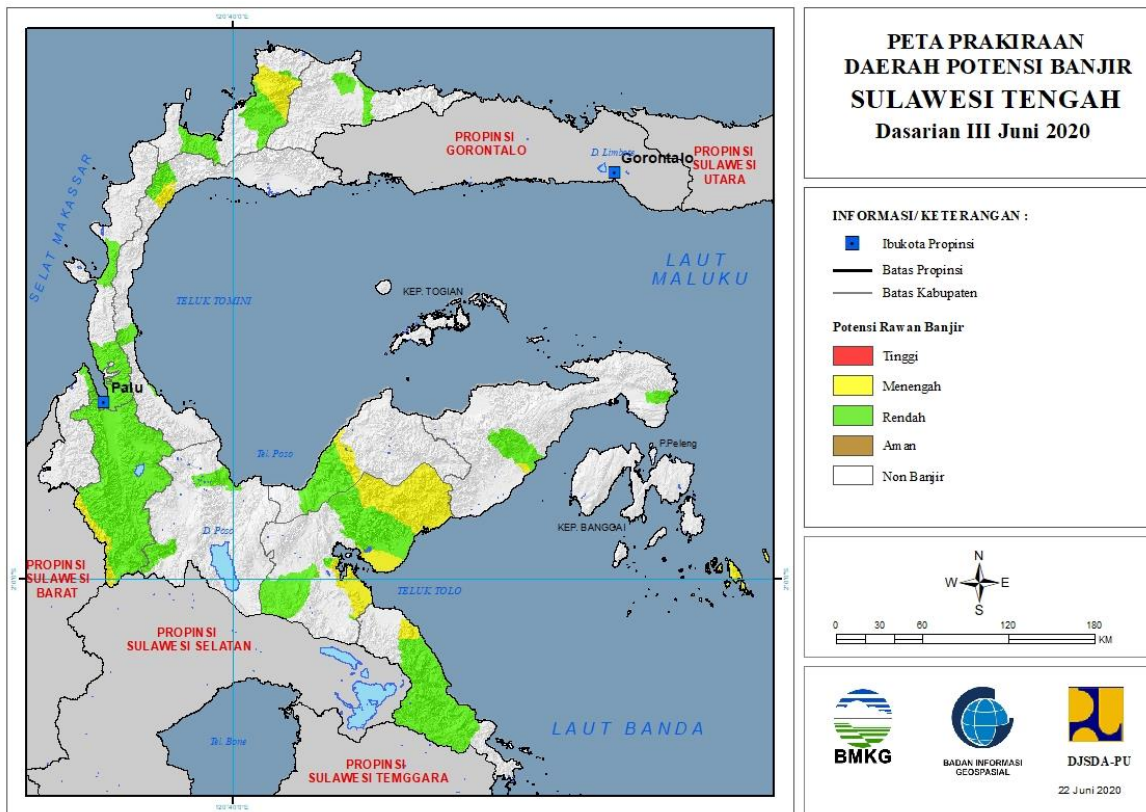 PETA PRAKIRAAN
DAERAH POTENSI BANJIR
SULAWESI TENGAH
Dasarian III Juni 2020
INFORMASI/ KETERANGAN :
Ibukota Propinsi
Batas Propinsi
Batas Kabupaten
Potensi Rawan Banjir
Tinggi
Menengah
Rendah
Aman
Non Banjir
N
W E
S
0 30 60 120 180
KM
BMKG
BADAN INFORMASI
GEOSPASIAL
DJSDA-PU
22 Juni 2020
PROPINSI
GORONTALO
D. Limboto
Gorontalo
PROPINSI
SULAWESI
UTARA
SELAT MAKASSAR
LAUT
MALUKU
TELUK TOMINI
KEP. TOGIAN
Palu
Tel. Poso
P.Peleng
KEP. BANGGAI
D. Poso
PROPINSI
SULAWESI
BARAT
TELUK TOLO
PROPINSI
SULAWESI SELATAN
LAUT BANDA
Tel. Bone
PROPINSI
SULAWESI TEMGGARA